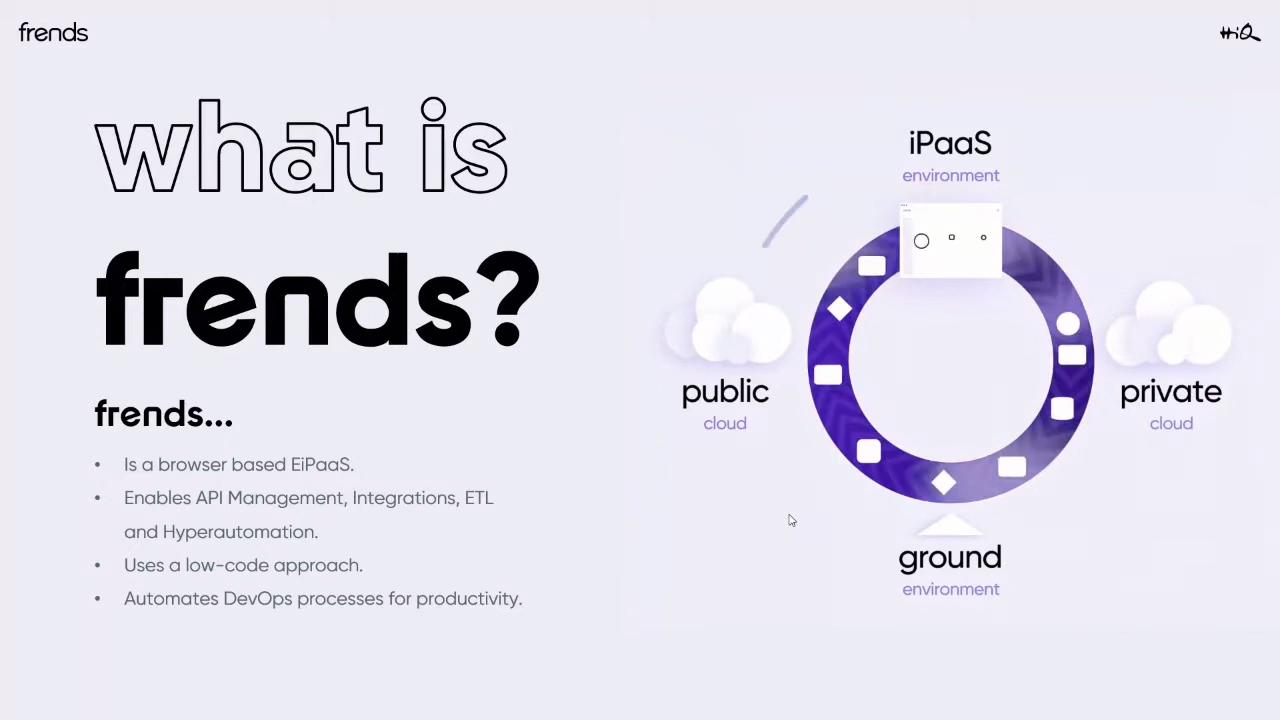 frends
HiQ
what is
frends?
frends...
• Is a browser based EiPaaS.
• Enables API Management, Integrations, ETL
and Hyperautomation.
• Uses a low-code approach.
• Automates DevOps processes for productivity.
iPaaS
environment
public
cloud
private
cloud
ground
environment